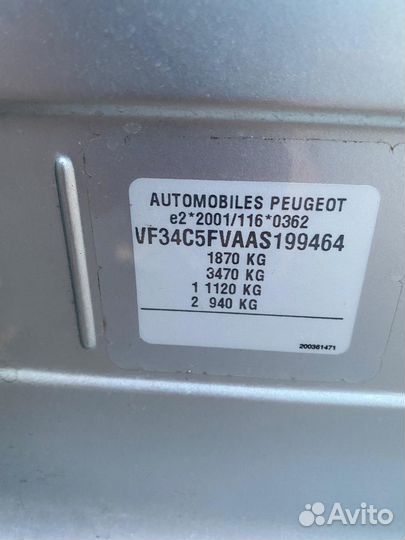 AUTOMOBILES PEUGEOT
e2*2001/116*0362
VF34C5FVAAS199464
1870 KG
3470 KG
1 1120 KG
2 940 KG
200361471
Avito